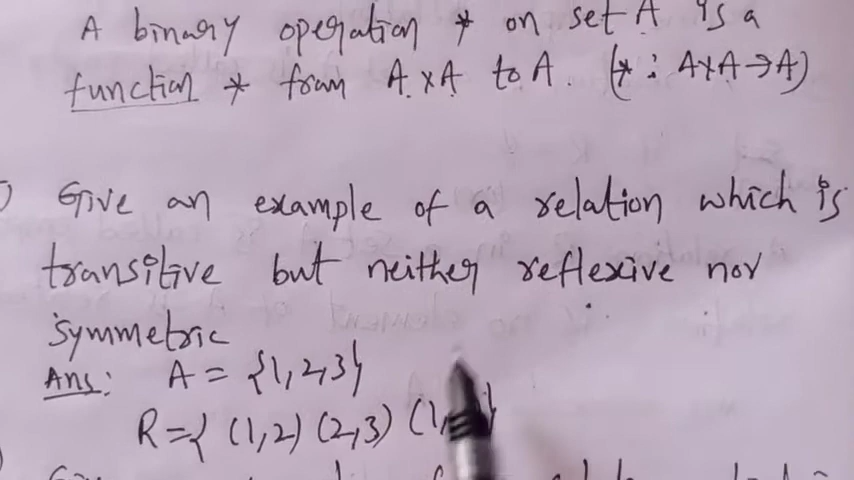 A binary operation * on set A is a
function * from A×A to A. (* : A×A→A)
Give an example of a relation which is
transitive but neither reflexive nor
symmetric
Ans: A = {1,2,3}
R={ (1,2) (2,3) (1, }